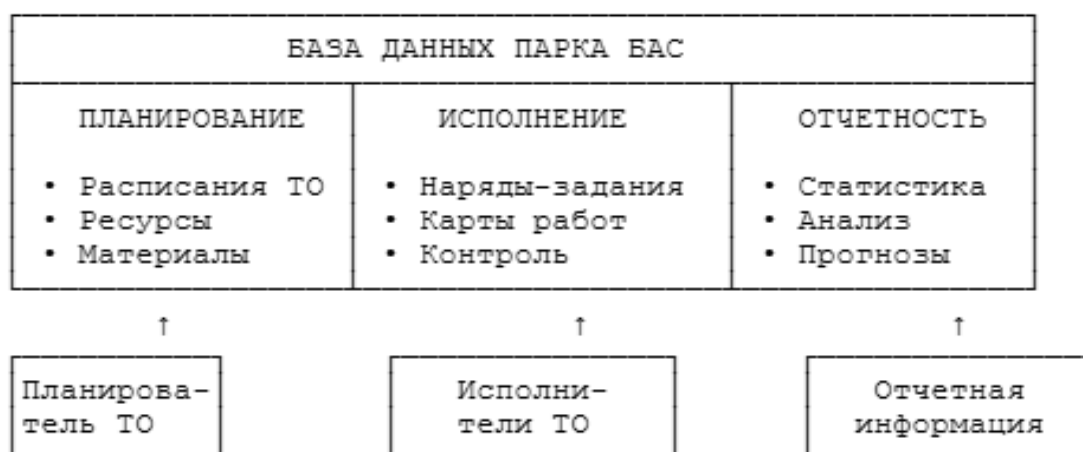 БАЗА ДАННЫХ ПАРКА БАС
ПЛАНИРОВАНИЕ
• Расписания ТО
• Ресурсы
• Материалы
ИСПОЛНЕНИЕ
• Наряды-задания
• Карты работ
• Контроль
ОТЧЕТНОСТЬ
• Статистика
• Анализ
• Прогнозы
↑ ↑ ↑
Планирова-
тель ТО
Исполни-
тели ТО
Отчетная
информация